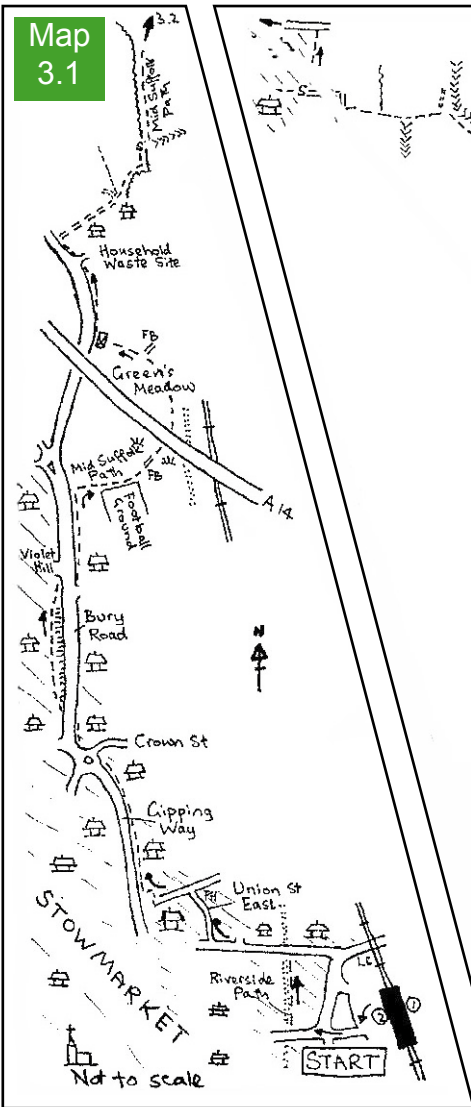 Map
3.1
3.2
Mid Suffolk
Path
S
S
Household
Waste Site
FB
Green's
Meadow
Mid Suffolk
Path
FB
Football
Ground
A14
Violet
Hill
Bury
Road
N
Crown St
Gipping
Way
PH
Union St
East
STOWMARKET
Riverside
Path
LC
1
2
START
Not to scale